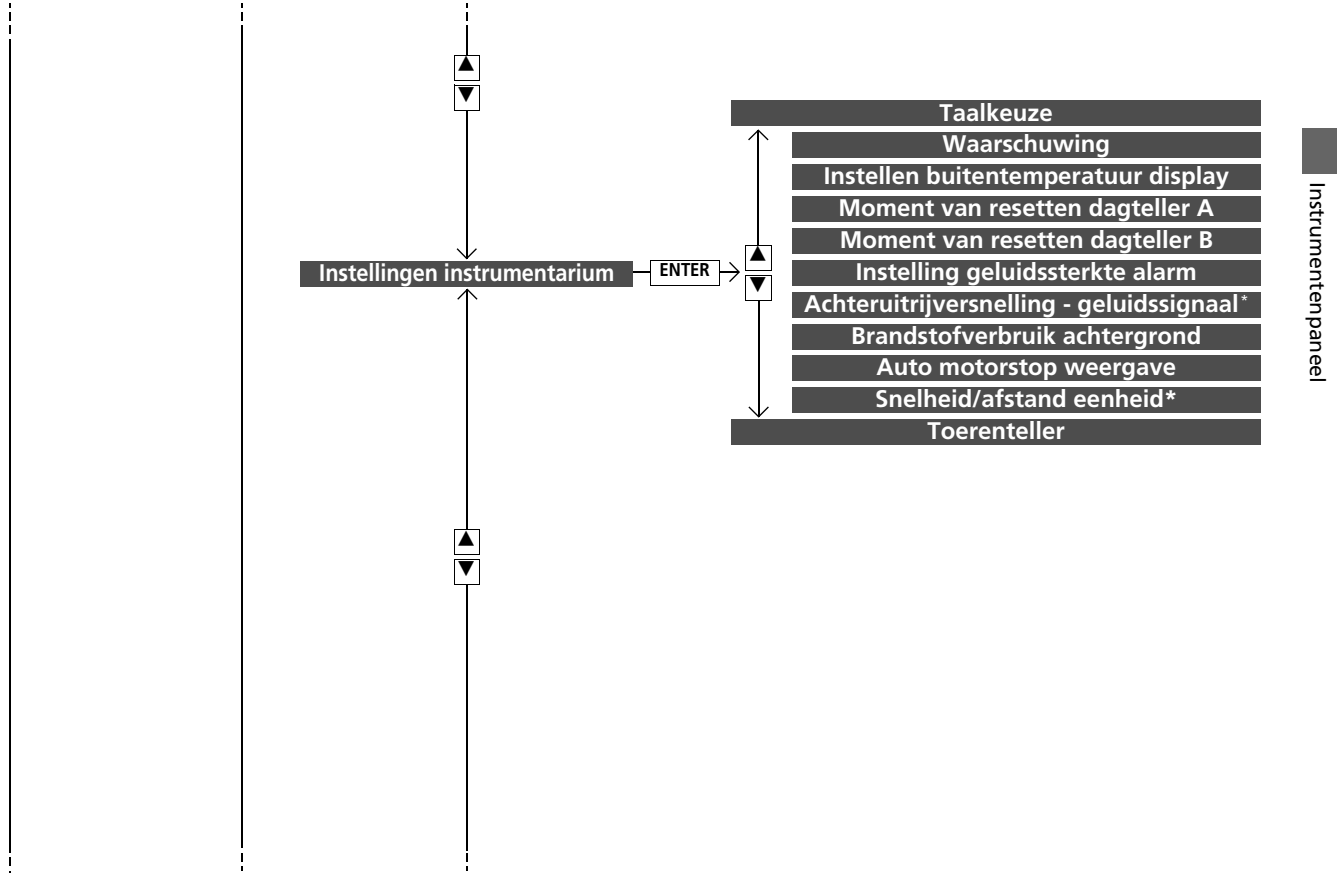 ▲
▼
Taalkeuze
Waarschuwing
Instellen buitentemperatuur display
Moment van resetten dagteller A
Moment van resetten dagteller B
Instellingen instrumentarium
ENTER
▲
▼
Instelling geluidssterkte alarm
Achteruitrijversnelling - geluidssignaal*
Brandstofverbruik achtergrond
Auto motorstop weergave
Snelheid/afstand eenheid*
Toerenteller
▲
▼
Instrumentenpaneel